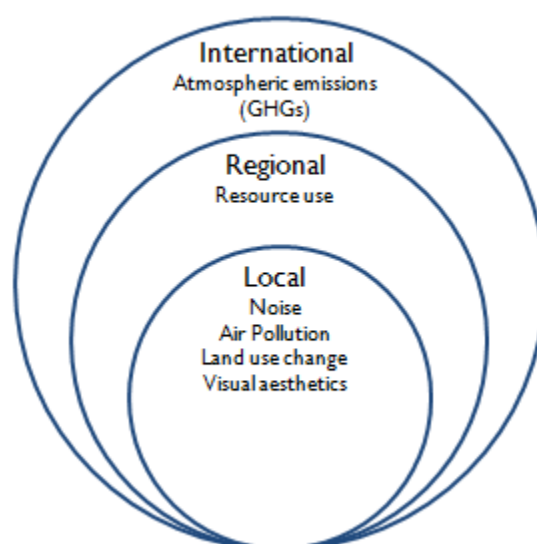 International
Atmospheric emissions
(GHGs)
Regional
Resource use
Local
Noise
Air Pollution
Land use change
Visual aesthetics